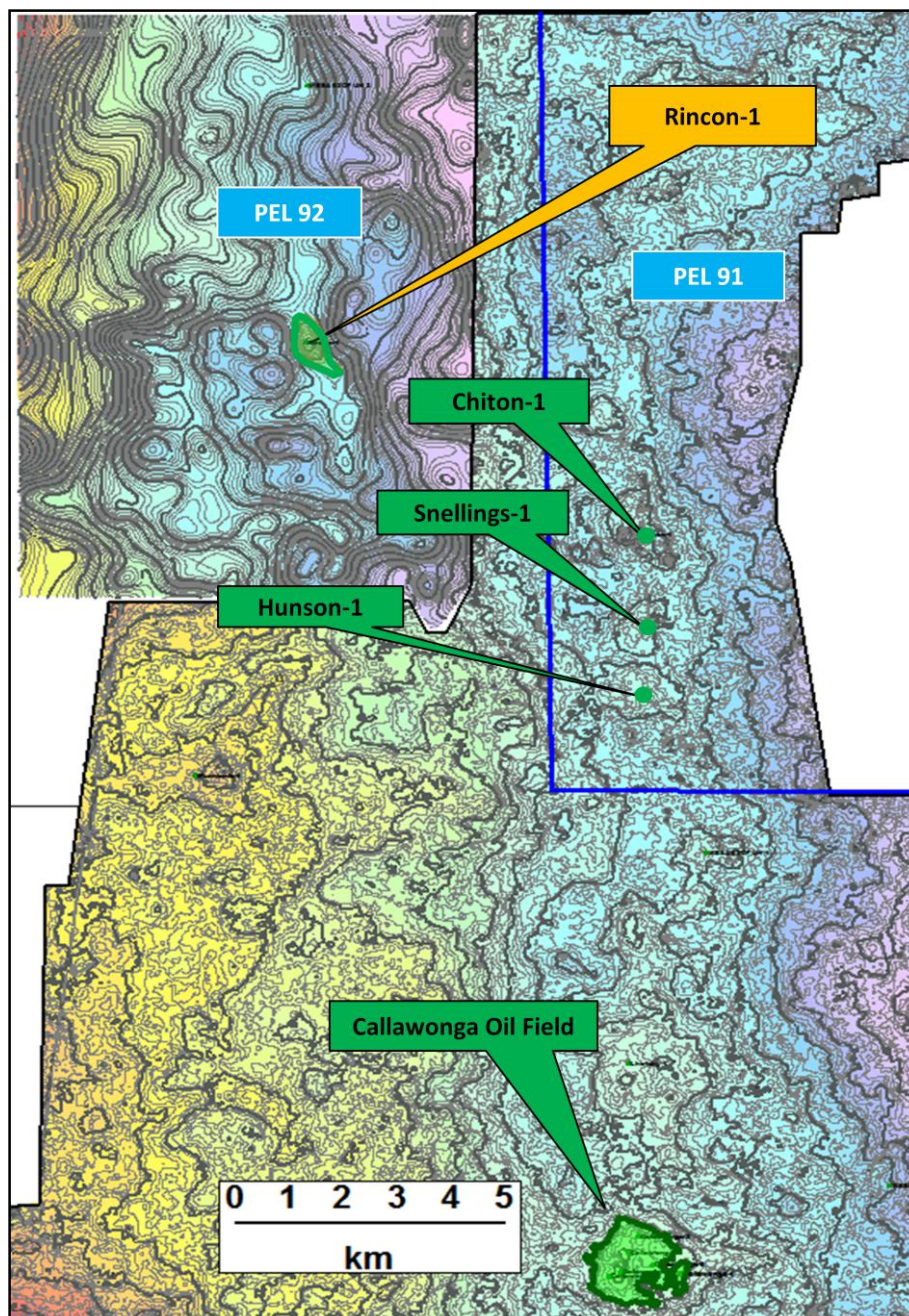 Rincon-1
PEL 92
PEL 91
Chiton-1
Snellings-1
Hunson-1
Callawonga Oil Field
0 1 2 3 4 5
km